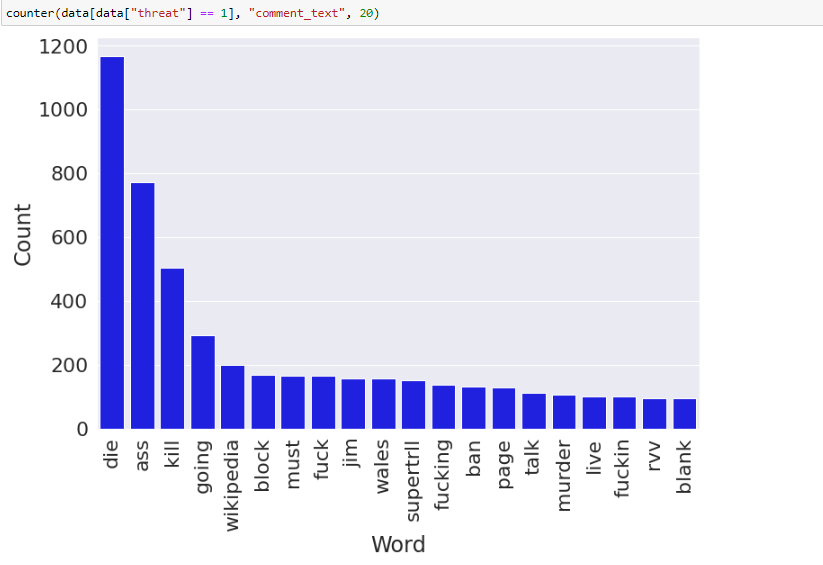 counter(data[data["threat"] == 1], "comment_text", 20)
1200
1000
800
600
400
200
0
Count
die
ass
kill
going
wikipedia
block
must
fuck
jim
wales
supertrll
fucking
ban
page
talk
murder
live
fuckin
rvv
blank
Word